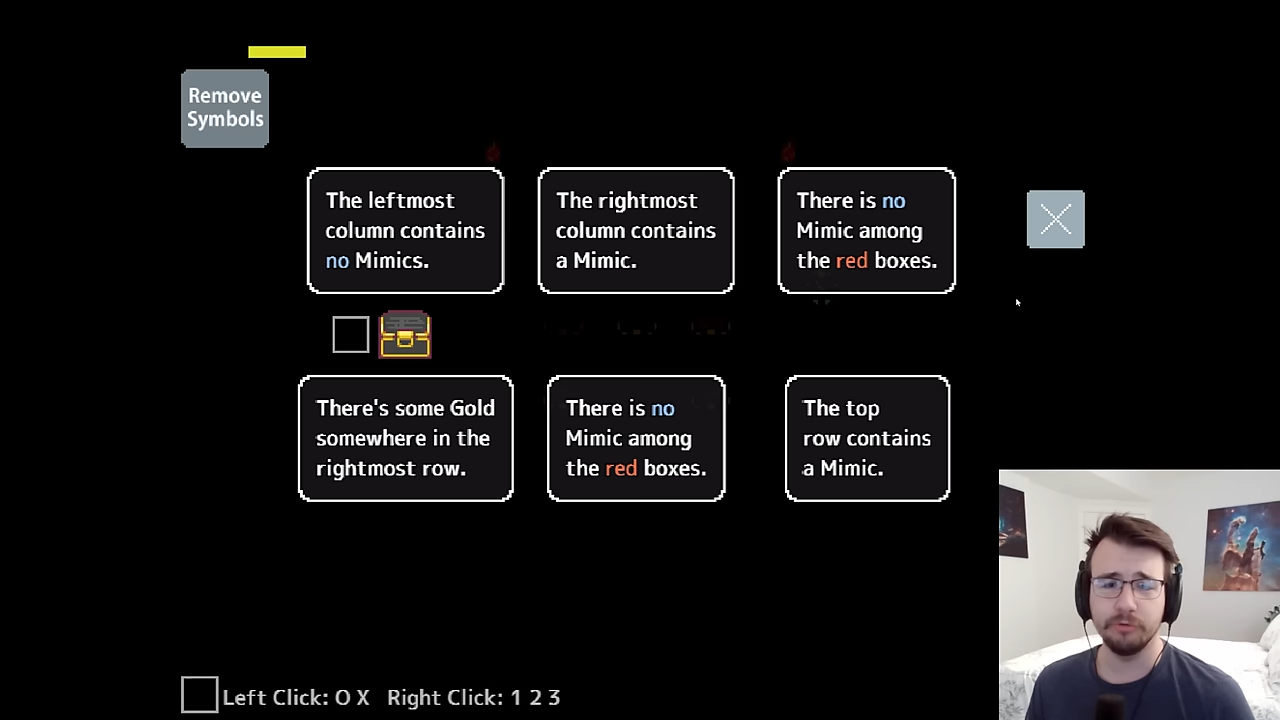 Remove
Symbols
The leftmost
column contains
no Mimics.
The rightmost
column contains
a Mimic.
There is no
Mimic among
the red boxes.
There's some Gold
somewhere in the
rightmost row.
There is no
Mimic among
the red boxes.
The top
row contains
a Mimic.
Left Click: O X Right Click: 1 2 3